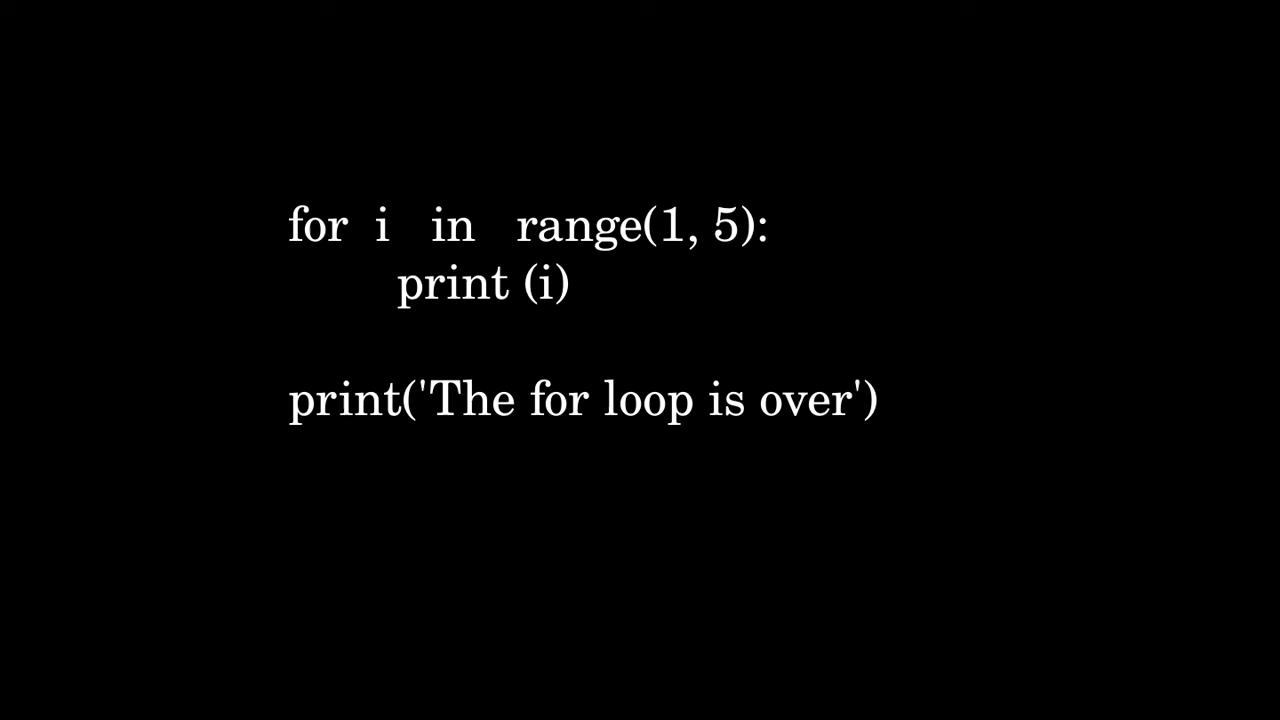 for i in range(1, 5):
print (i)
print('The for loop is over')